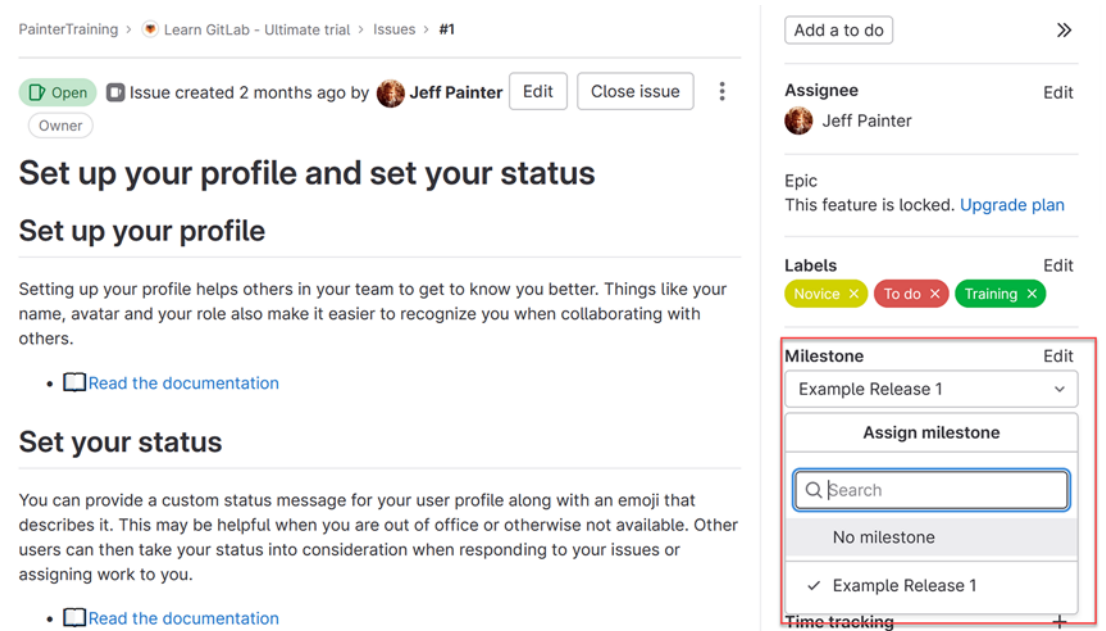 PainterTraining > Learn GitLab - Ultimate trial > Issues > #1
Open Issue created 2 months ago by Jeff Painter Edit Close issue
Owner
Set up your profile and set your status
Set up your profile
Setting up your profile helps others in your team to get to know you better. Things like your
name, avatar and your role also make it easier to recognize you when collaborating with
others.
• Read the documentation
Set your status
You can provide a custom status message for your user profile along with an emoji that
describes it. This may be helpful when you are out of office or otherwise not available. Other
users can then take your status into consideration when responding to your issues or
assigning work to you.
• Read the documentation
Add a to do
Assignee Edit
Jeff Painter
Epic
This feature is locked. Upgrade plan
Labels Edit
Novice × To do × Training ×
Milestone Edit
Example Release 1
Assign milestone
Search
No milestone
Example Release 1
Time tracking +